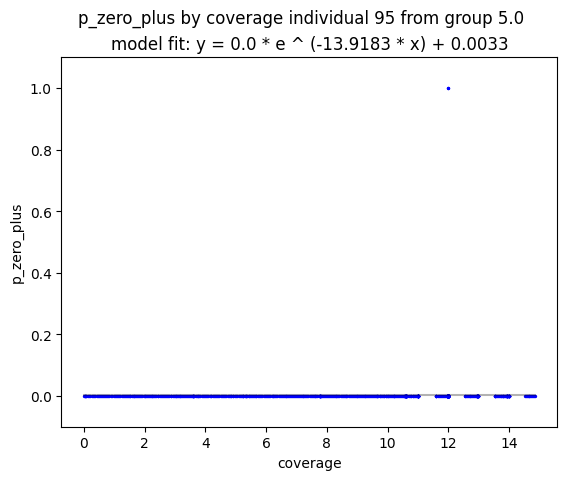 p_zero_plus by coverage individual 95 from group 5.0
model fit: y = 0.0 * e ^ (-13.9183 * x) + 0.0033
1.0
0.8
0.6
0.4
0.2
0.0
p_zero_plus
0 2 4 6 8 10 12 14
coverage